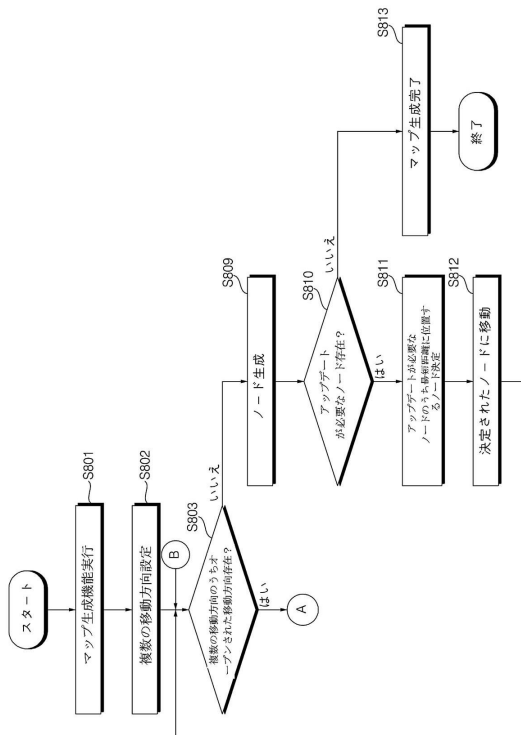 スタート
S801
マップ生成機能実行
S802
複数の移動方向設定
B
S803
複数の移動方向のうちオ
ープンされた移動方向存在？
いいえ
はい
A
S809
ノード生成
S810
アップデート
が必要なノード存在？
いいえ
はい
S811
アップデートが必要な
ノードのうち最短距離に位置す
るノード決定
S812
決定されたノードに移動
S813
マップ生成完了
終了